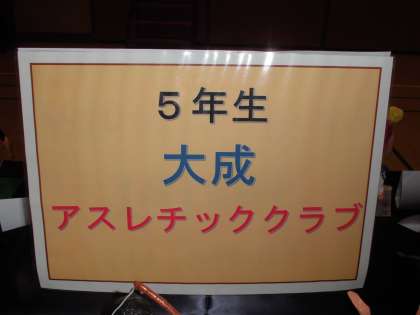 ５年生
大成
アスレチッククラブ